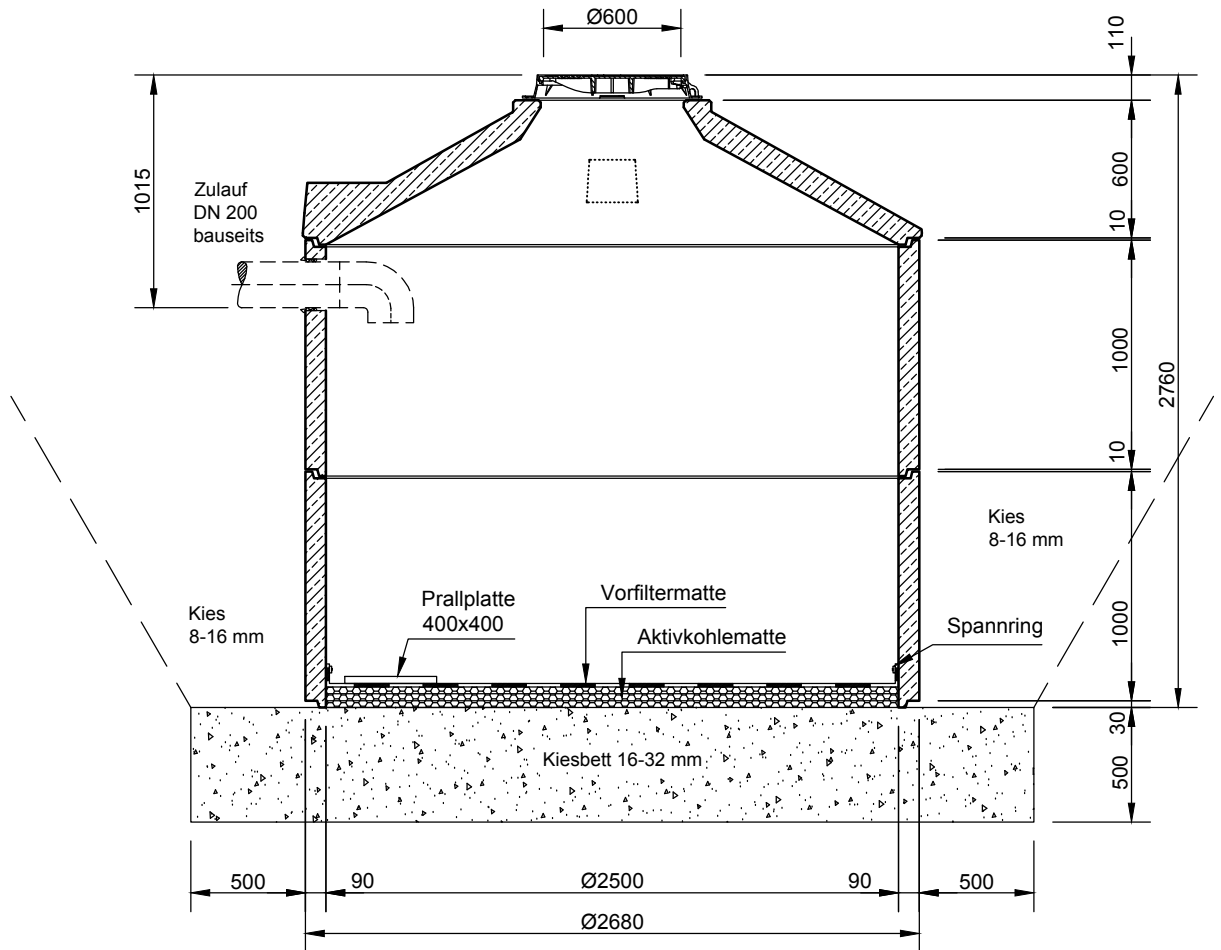 Ø600
110
1015
Zulauf
DN 200
bauseits
600
10
1000
2760
10
Kies
8-16 mm
Kies
8-16 mm
Prallplatte
400x400
Vorfiltermatte
Aktivkohlematte
Spannring
1000
30
Kiesbett 16-32 mm
500
500
90
Ø2500
90
500
Ø2680